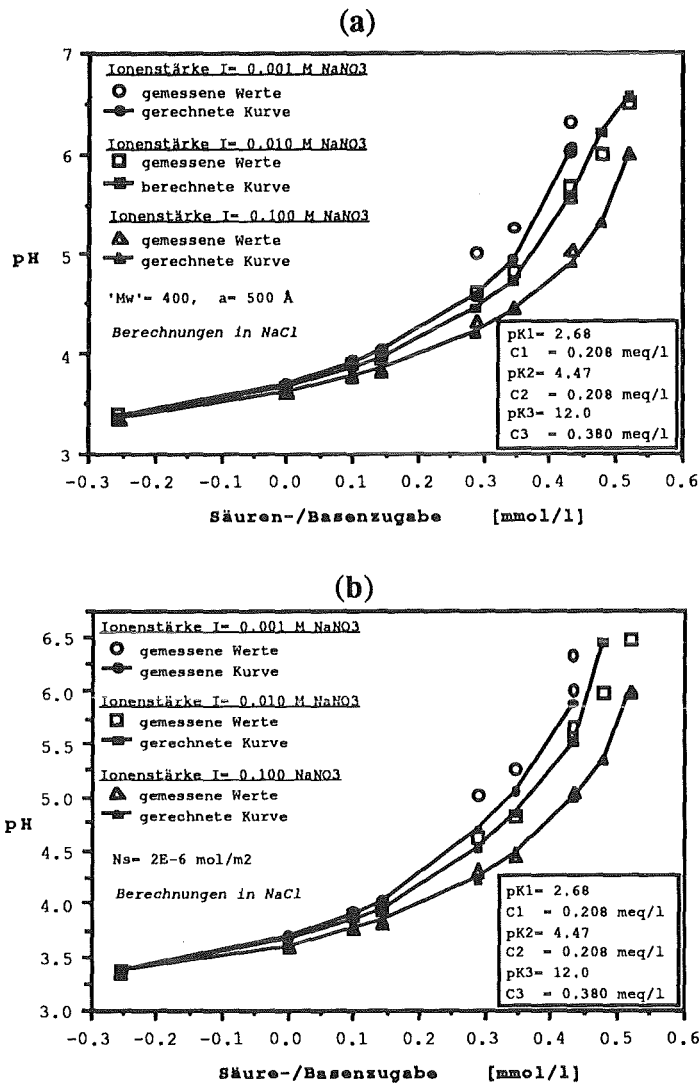 (a)
7
6
5
4
3
pH
Ionenstärke I= 0.001 M NaNO3
gemessene Werte
gerechnete Kurve
Ionenstärke I= 0.010 M NaNO3
gemessene Werte
berechnete Kurve
Ionenstärke I= 0.100 M NaNO3
gemessene Werte
gerechnete Kurve
'Mw'= 400, a= 500 Å
Berechnungen in NaCl
pK1= 2.68
C1 = 0.208 meq/l
pK2= 4.47
C2 = 0.208 meq/l
pK3= 12.0
C3 = 0.380 meq/l
-0.3 -0.2 -0.1 0.0 0.1 0.2 0.3 0.4 0.5 0.6
Säuren-/Basenzugabe [mmol/l]
(b)
6.5
6.0
5.5
5.0
4.5
4.0
3.5
3.0
pH
Ionenstärke I= 0.001 M NaNO3
gemessene Werte
gemessene Kurve
Ionenstärke I= 0.010 M NaNO3
gemessene Werte
gerechnete Kurve
Ionenstärke I= 0.100 NaNO3
gemessene Werte
gerechnete Kurve
Ns= 2E-6 mol/m2
Berechnungen in NaCl
pK1= 2.68
C1 = 0.208 meq/l
pK2= 4.47
C2 = 0.208 meq/l
pK3= 12.0
C3 = 0.380 meq/l
-0.3 -0.2 -0.1 0.0 0.1 0.2 0.3 0.4 0.5 0.6
Säure-/Basenzugabe [mmol/l]